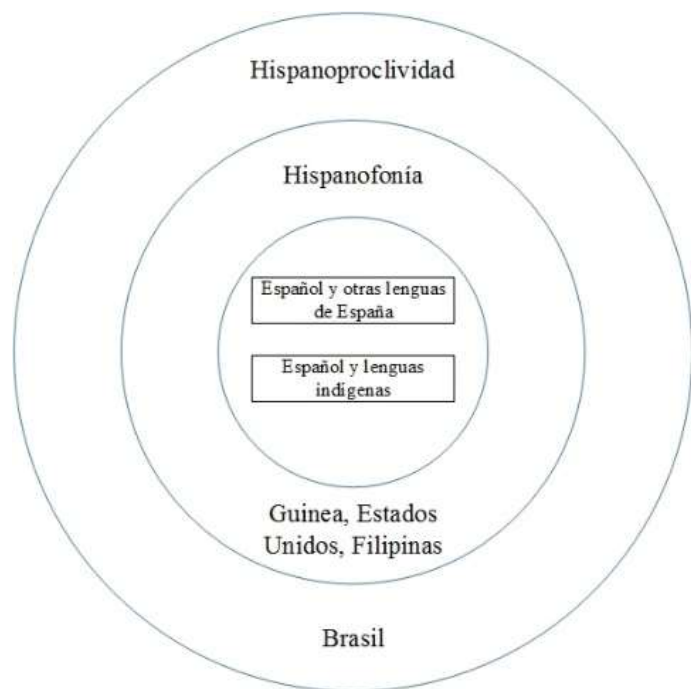 Hispanoproclividad
Hispanofonía
Español y otras lenguas
de España
Español y lenguas
indígenas
Guinea, Estados
Unidos, Filipinas
Brasil